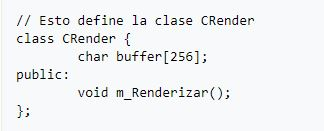 // Esto define la clase CRender
class CRender {
        char buffer[256];
public:
        void m_Renderizar();
};